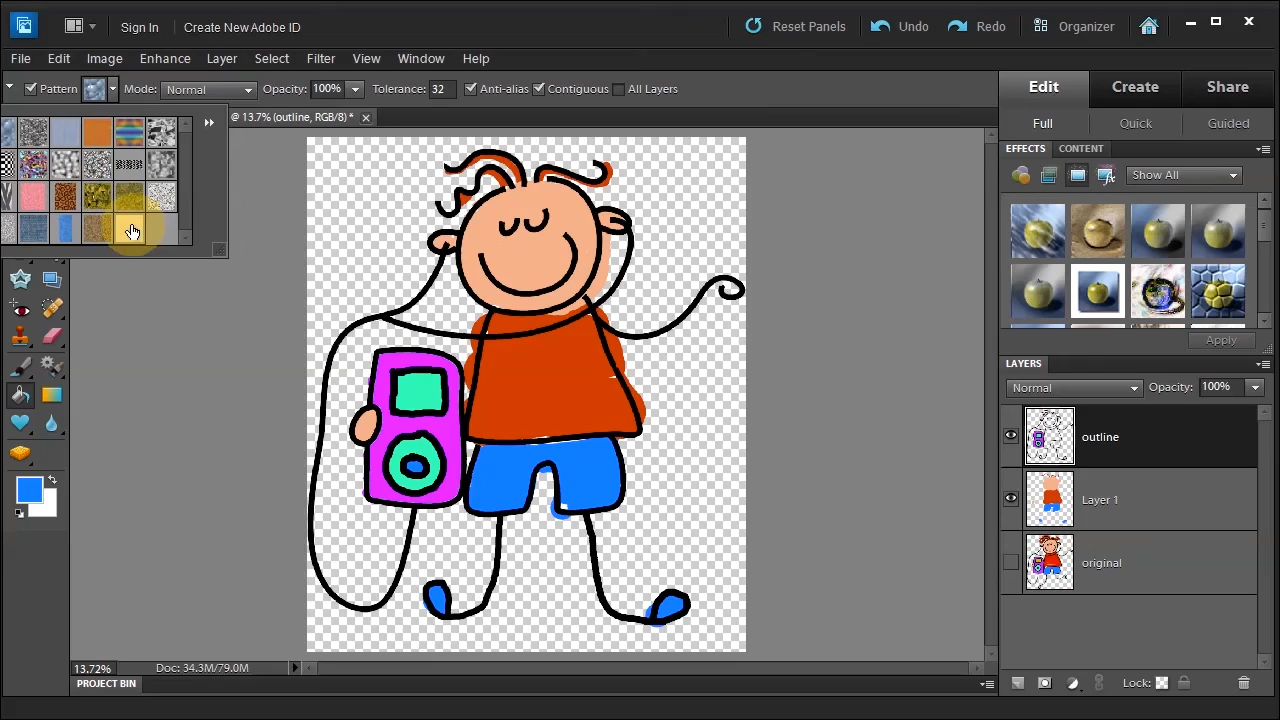 Sign In
Create New Adobe ID
Reset Panels
Undo
Redo
Organizer
File Edit Image Enhance Layer Select Filter View Window Help
Pattern
Mode: Normal
Opacity: 100%
Tolerance: 32
Anti-alias
Contiguous
All Layers
Edit Create Share
@ 13.7% (outline, RGB/8) *
Full Quick Guided
EFFECTS CONTENT
Show All
Apply
LAYERS
Normal
Opacity: 100%
outline
Layer 1
original
13.72%
Doc: 34.3M/79.0M
PROJECT BIN
Lock: